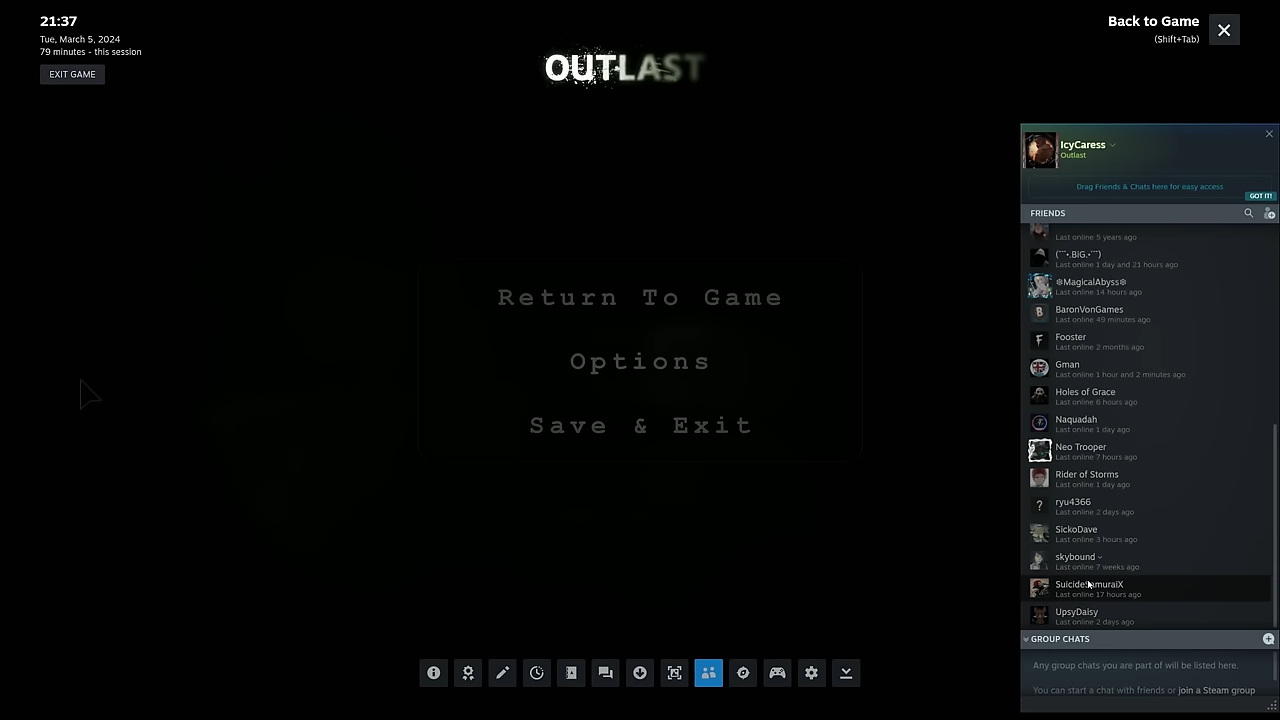 21:37
Tue, March 5, 2024
79 minutes - this session
EXIT GAME
OUTLAST
Back to Game
(Shift+Tab)
Return To Game
Options
Save & Exit
IcyCaress
Outlast
Drag Friends & Chats here for easy access
GOT IT!
FRIENDS
Last online 5 years ago
(¯¨•.BiG.•¨¯)
Last online 1 day and 21 hours ago
❄MagicalAbyss❄
Last online 14 hours ago
B
BaronVonGames
Last online 49 minutes ago
F
Fooster
Last online 2 months ago
Gman
Last online 1 hour and 2 minutes ago
Holes of Grace
Last online 6 hours ago
Naquadah
Last online 1 day ago
Neo Trooper
Last online 7 hours ago
Rider of Storms
Last online 1 day ago
?
ryu4366
Last online 2 days ago
SickoDave
Last online 3 hours ago
skybound
Last online 7 weeks ago
SuicideSamuraiX
Last online 17 hours ago
UpsyDaisy
Last online 2 days ago
GROUP CHATS
Any group chats you are part of will be listed here.
You can start a chat with friends or join a Steam group